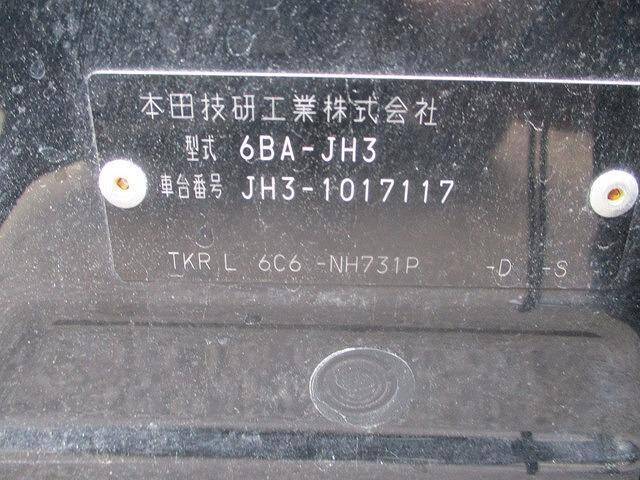 本田技研工業株式会社
型式 6BA-JH3
車台番号 JH3-1017117
TKR L 6C6 -NH731P -D -S